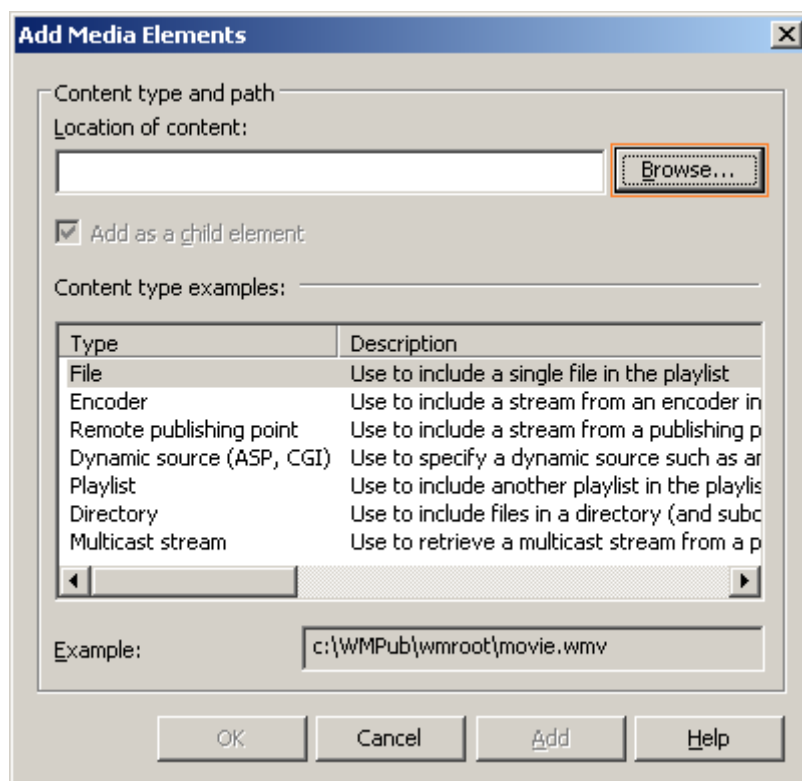 Add Media Elements
Content type and path
Location of content:
Browse...
Add as a child element
Content type examples:
Type Description
File Use to include a single file in the playlist
Encoder Use to include a stream from an encoder in
Remote publishing point Use to include a stream from a publishing p
Dynamic source (ASP, CGI) Use to specify a dynamic source such as an
Playlist Use to include another playlist in the playlis
Directory Use to include files in a directory (and subc
Multicast stream Use to retrieve a multicast stream from a p
Example: c:\WMPub\wmroot\movie.wmv
OK Cancel Add Help